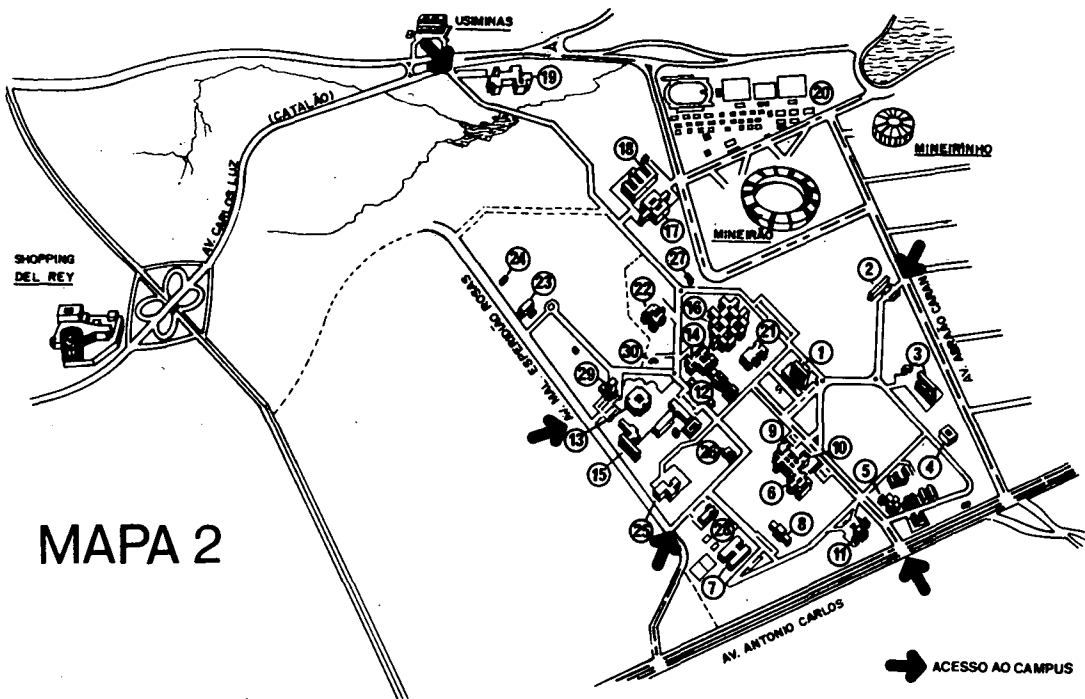 USIMINAS
19
(CATALÃO)
20
MINEIRINHO
18
AV. CARLOS LUZ
MINEIRÃO
17
SHOPPING
DEL REY
24
27
2
23
22
16
AV. MAL. ESPERIDIÃO ROSAS
14
21
1
AV. ABRAÃO CARAN
3
30
29
12
13
9
10
4
15
26
5
6
25
28
8
11
7
MAPA 2
AV. ANTONIO CARLOS
ACESSO AO CAMPUS